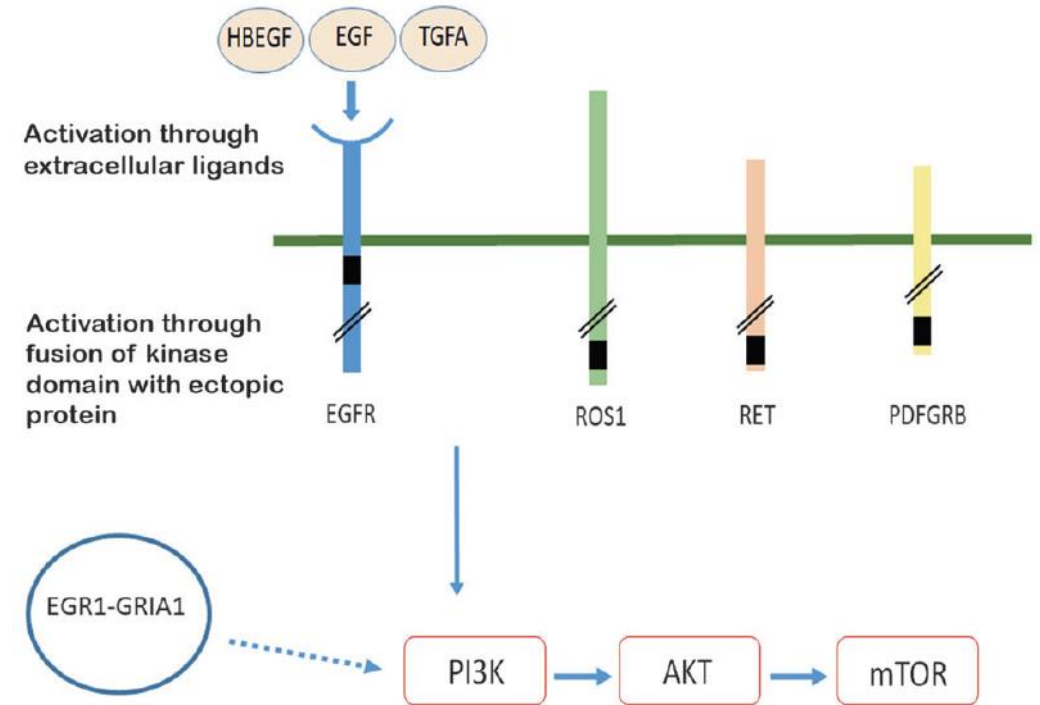 HBEGF EGF TGFA
Activation through
extracellular ligands
Activation through
fusion of kinase
domain with ectopic
protein
EGFR ROS1 RET PDFGRB
EGR1-GRIA1
PI3K AKT mTOR